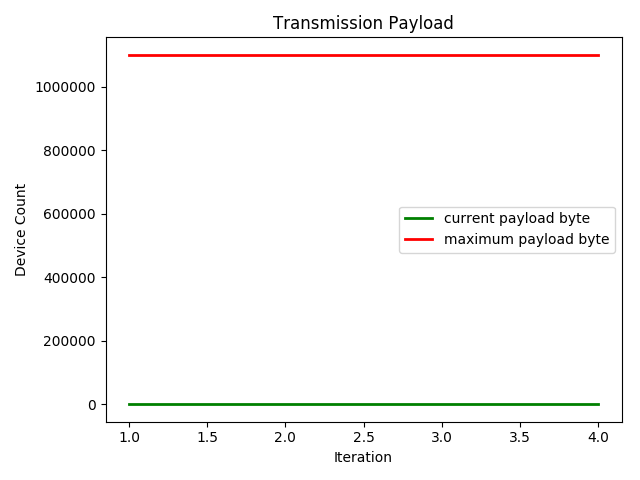 Transmission Payload
Device Count
1000000
800000
600000
400000
200000
0
current payload byte
maximum payload byte
1.0 1.5 2.0 2.5 3.0 3.5 4.0
Iteration